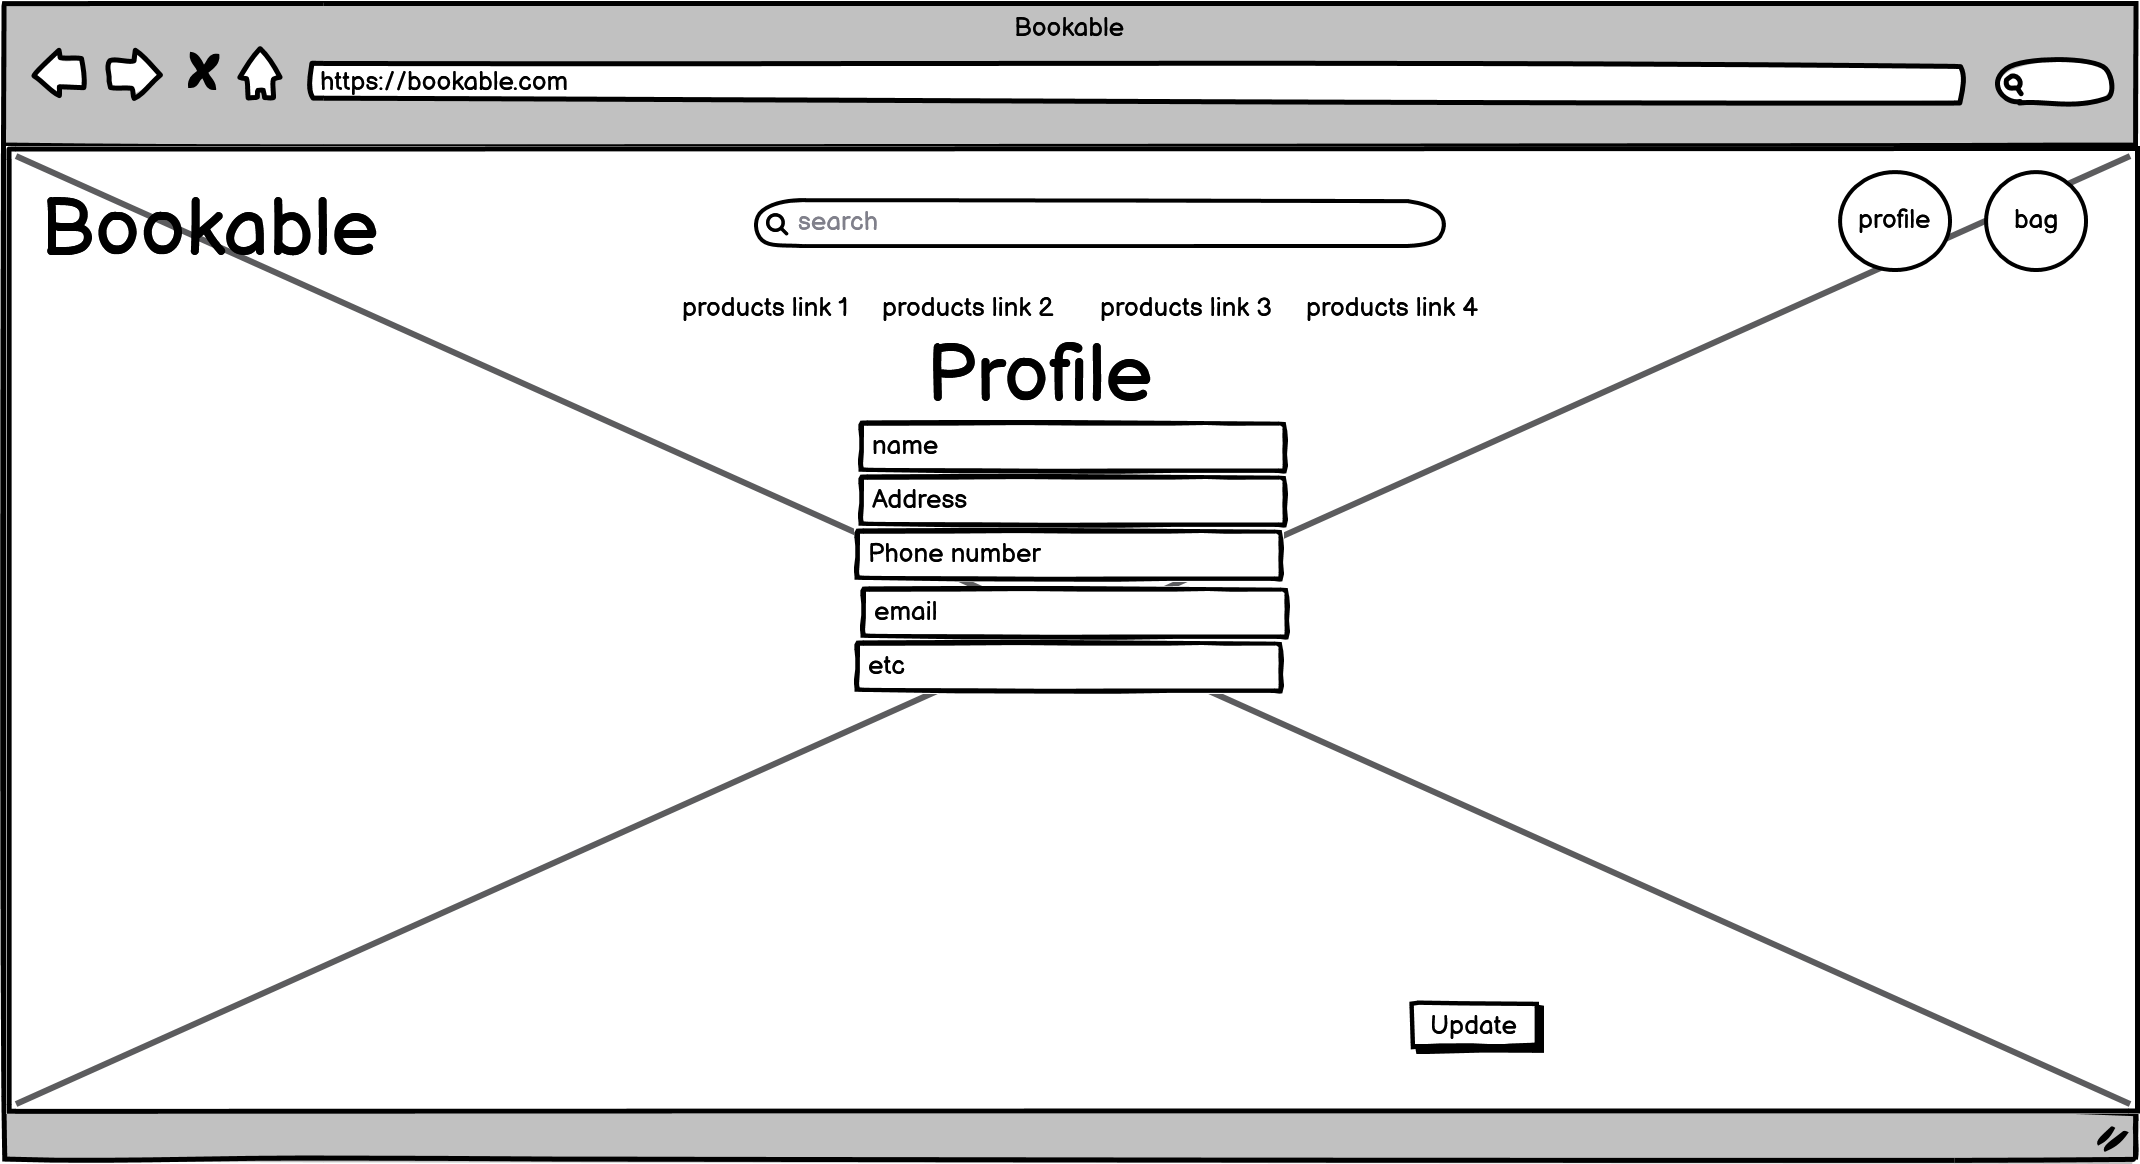 Bookable
https://bookable.com
Bookable
search
profile
bag
products link 1
products link 2
products link 3
products link 4
Profile
name
Address
Phone number
email
etc
Update